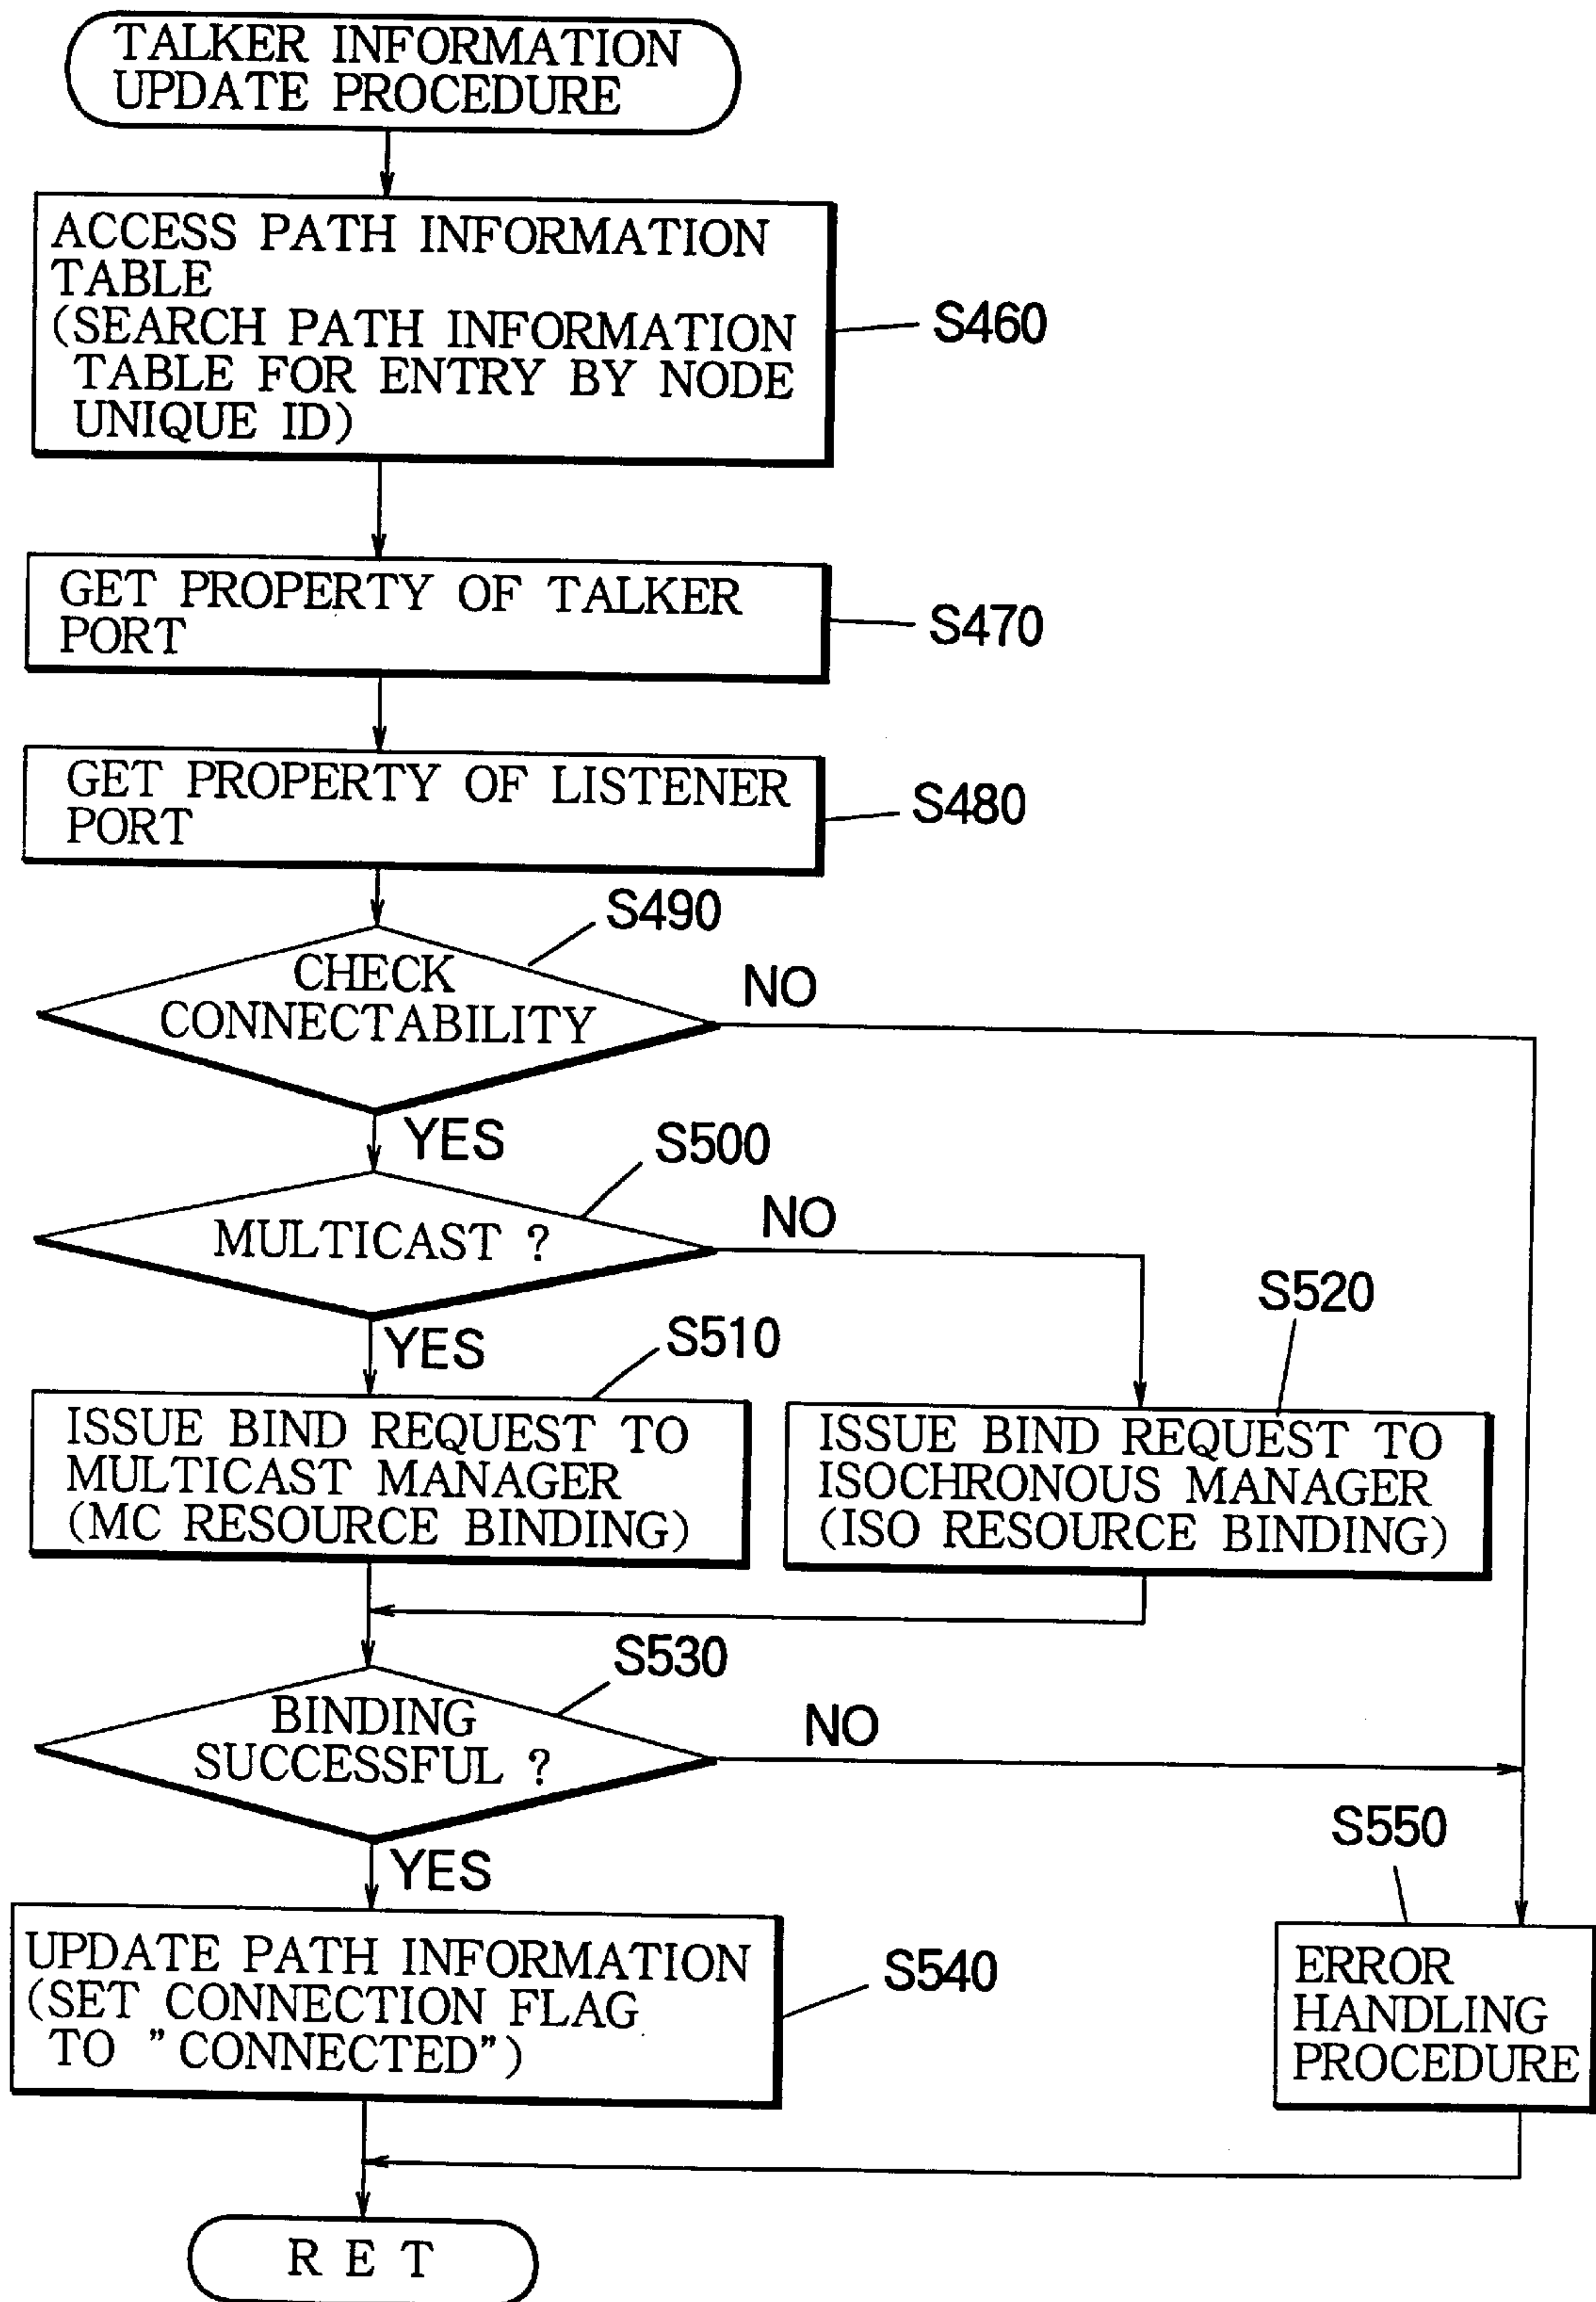 TALKER INFORMATION
UPDATE PROCEDURE
ACCESS PATH INFORMATION
TABLE
(SEARCH PATH INFORMATION
TABLE FOR ENTRY BY NODE
UNIQUE ID)
S460
GET PROPERTY OF TALKER
PORT
S470
GET PROPERTY OF LISTENER
PORT
S480
S490
CHECK
CONNECTABILITY
NO
YES
S500
MULTICAST ?
NO
YES
S510
S520
ISSUE BIND REQUEST TO
MULTICAST MANAGER
(MC RESOURCE BINDING)
ISSUE BIND REQUEST TO
ISOCHRONOUS MANAGER
(ISO RESOURCE BINDING)
S530
BINDING
SUCCESSFUL ?
NO
YES
S550
UPDATE PATH INFORMATION
(SET CONNECTION FLAG
TO "CONNECTED")
S540
ERROR
HANDLING
PROCEDURE
R E T